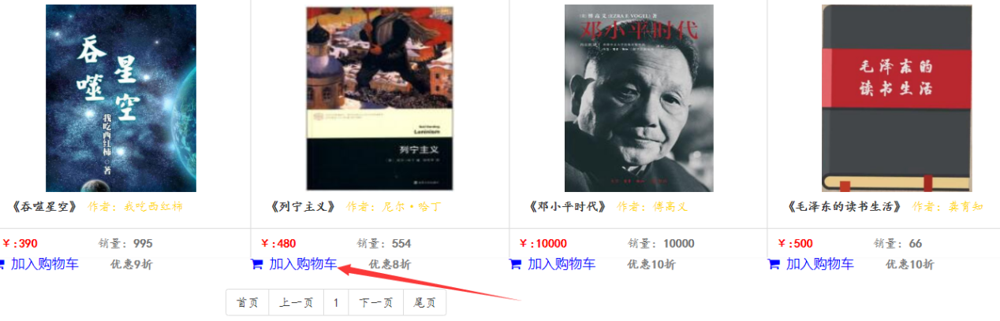 吞噬
星空
我吃西红柿 著
Neil Harding
Leninism
列宁主义
[美] 傅高义 (EZRA F. VOGEL) 著
邓小平时代
毛泽东的
读书生活
《吞噬星空》 作者：我吃西红柿
《列宁主义》 作者：尼尔·哈丁
《邓小平时代》 作者：傅高义
《毛泽东的读书生活》 作者：龚育知
￥:390 销量：995
加入购物车 优惠9折
￥:480 销量：554
加入购物车 优惠8折
￥:10000 销量：10000
加入购物车 优惠10折
￥:500 销量：66
加入购物车 优惠10折
首页 上一页 1 下一页 尾页